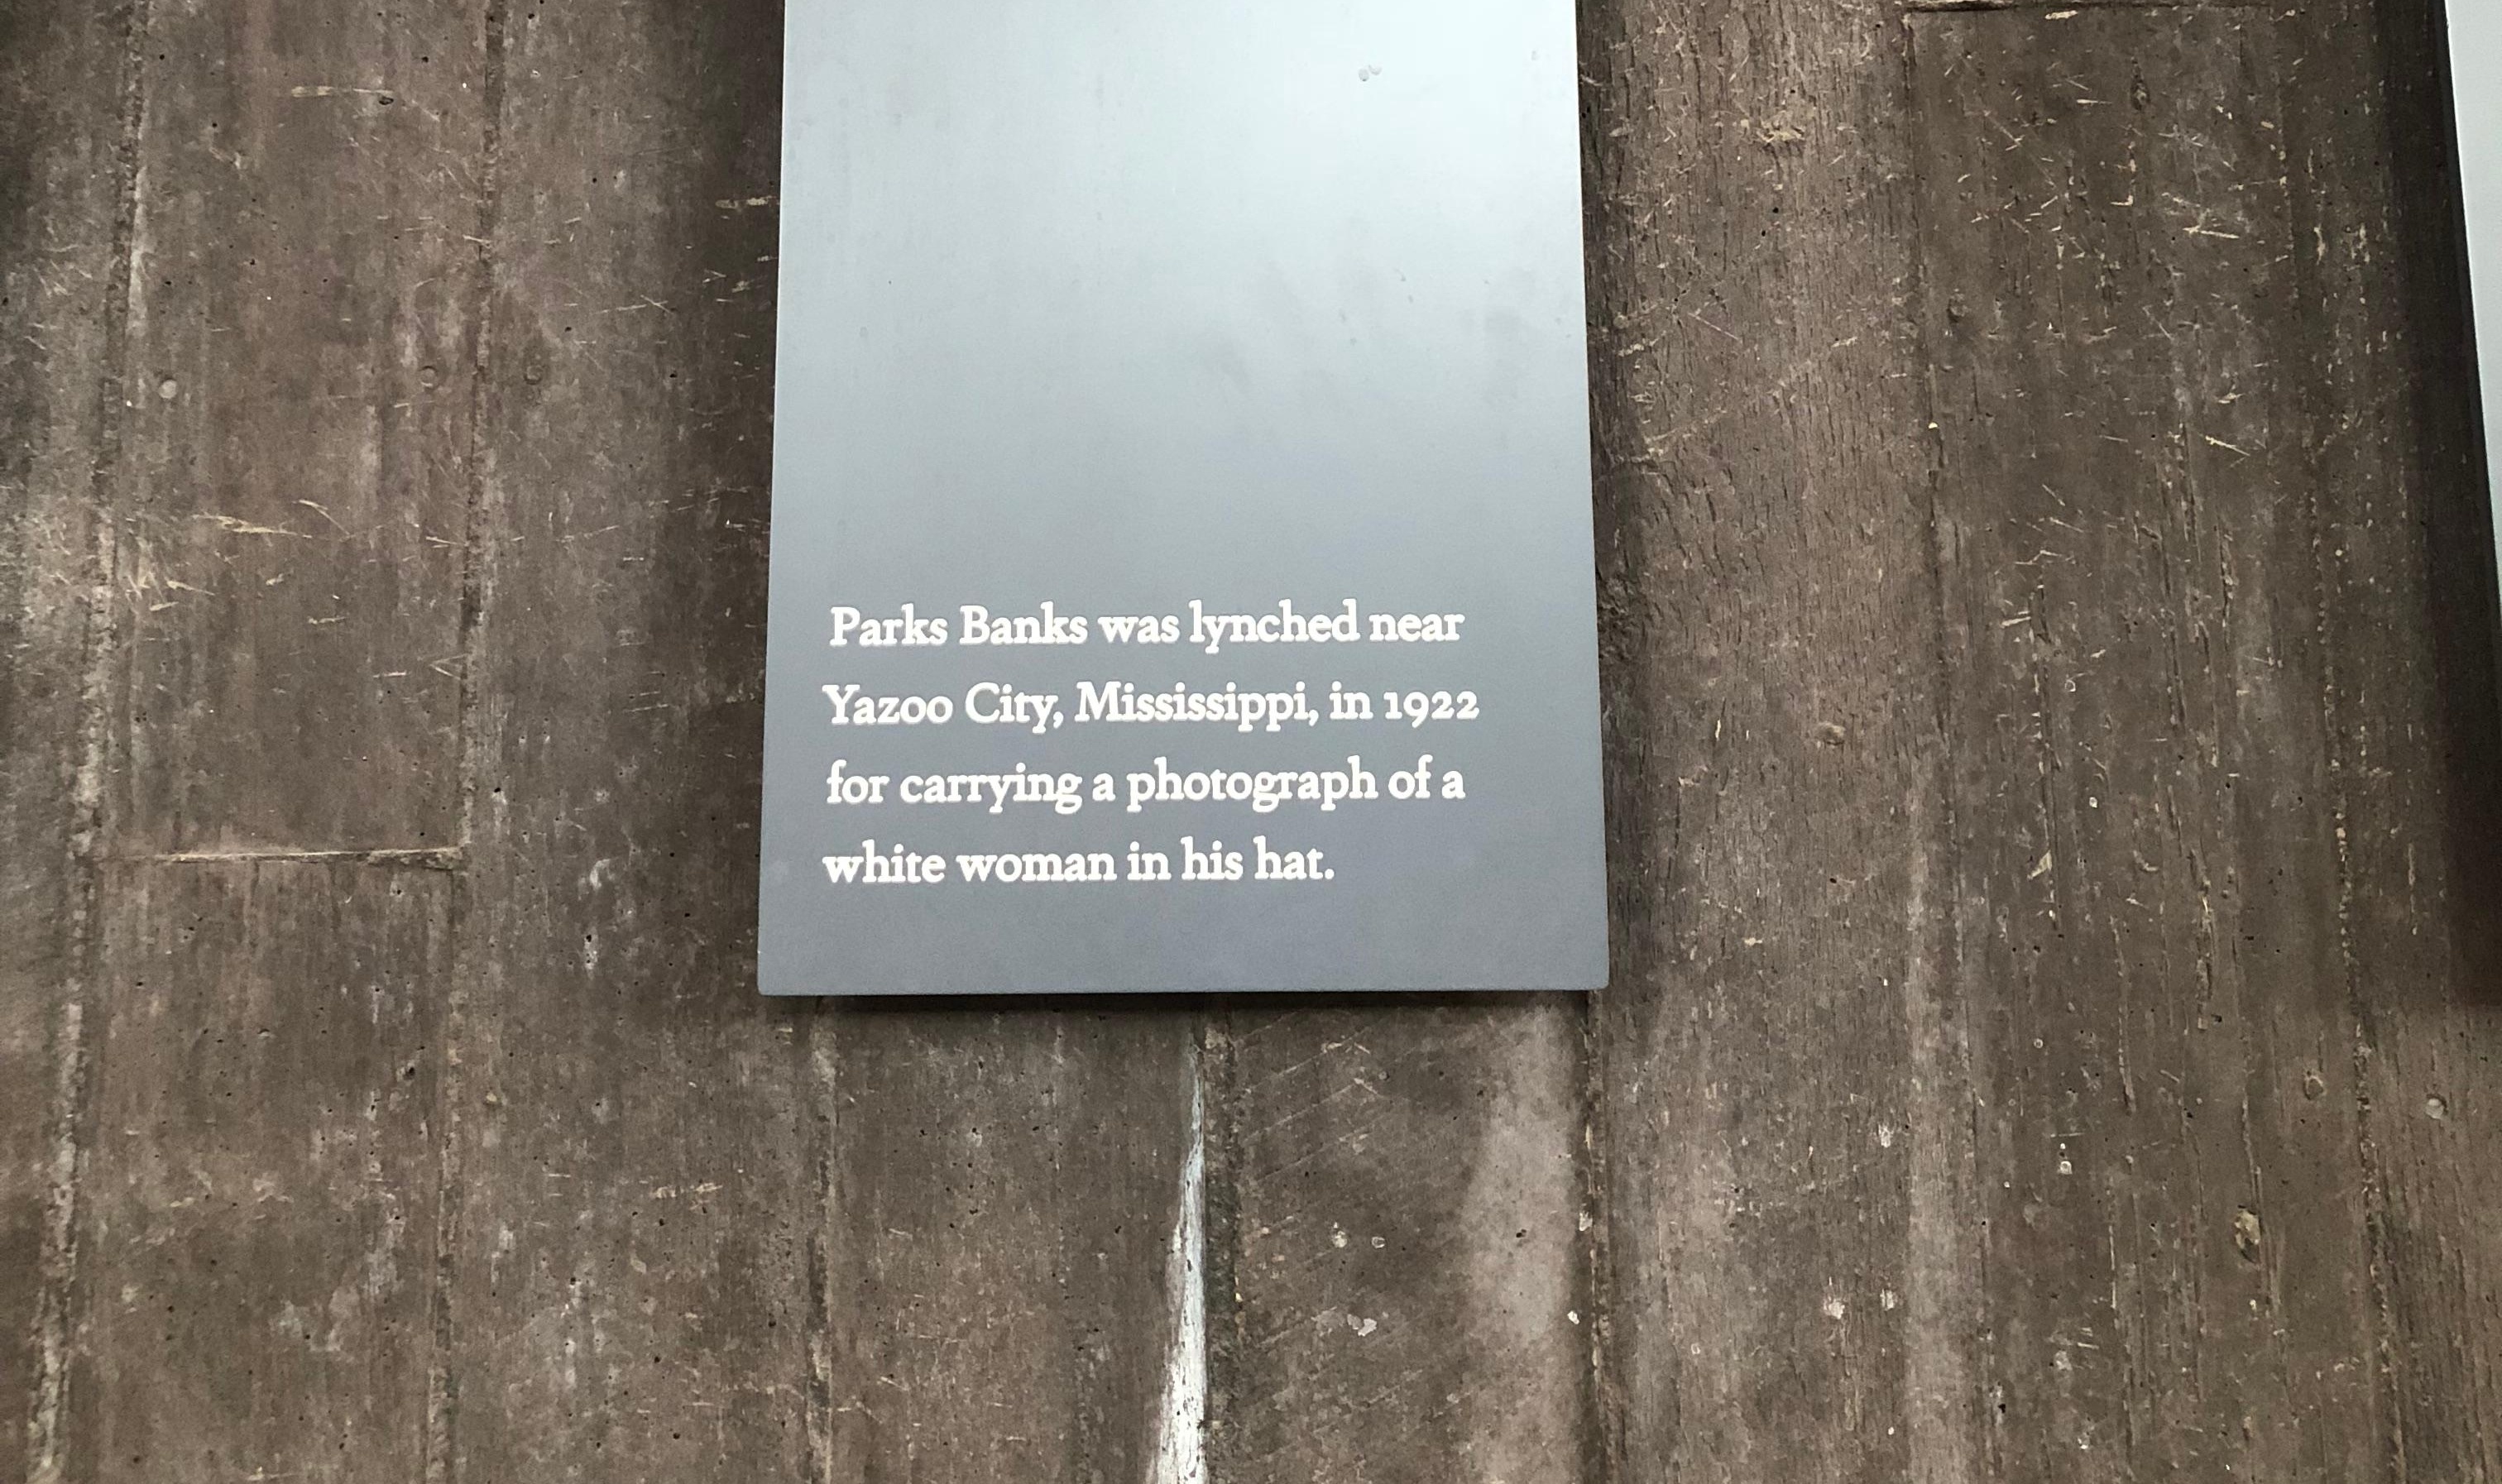 Parks Banks was lynched near
Yazoo City, Mississippi, in 1922
for carrying a photograph of a
white woman in his hat.